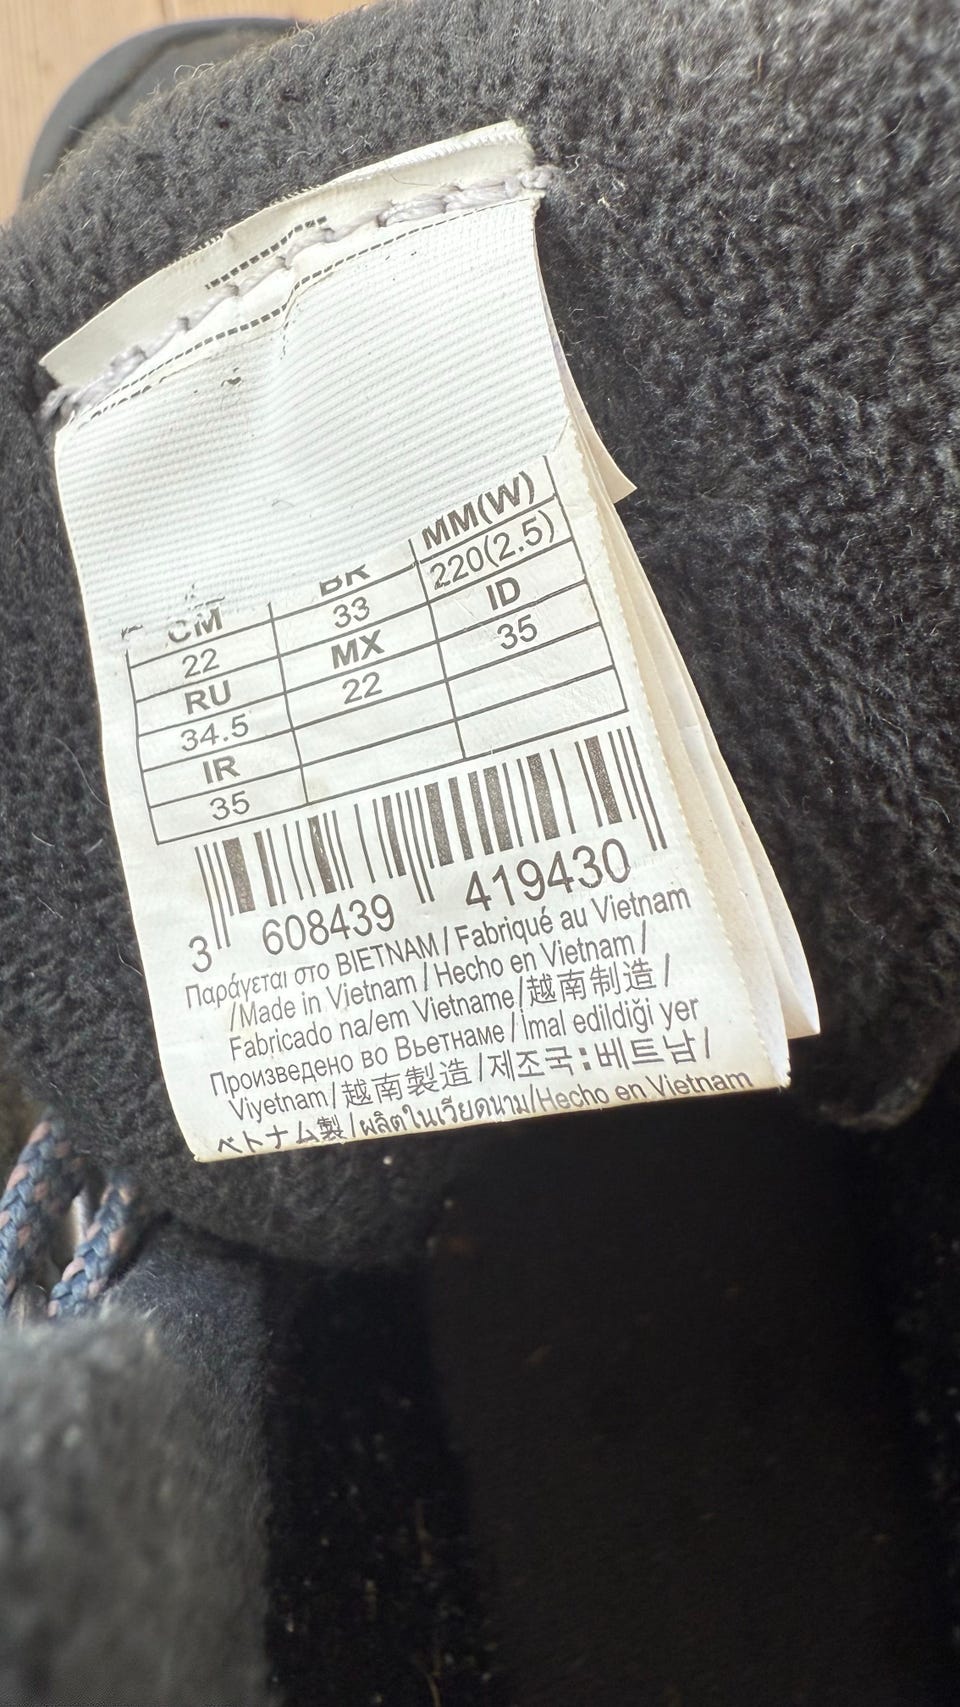 CM BR MM(W)
22 33 220(2.5)
RU MX ID
34.5 22 35
IR
35
3 608439 419430
Παράγεται στο ΒΙΕΤΝΑΜ / Fabriqué au Vietnam
/Made in Vietnam / Hecho en Vietnam /
Fabricado na/em Vietname /越南制造 /
Произведено во Вьетнаме / İmal edildiği yer
Viyetnam / 越南製造 /제조국 : 베트남 /
ベトナム製 /ผลิตในเวียดนาม/Hecho en Vietnam